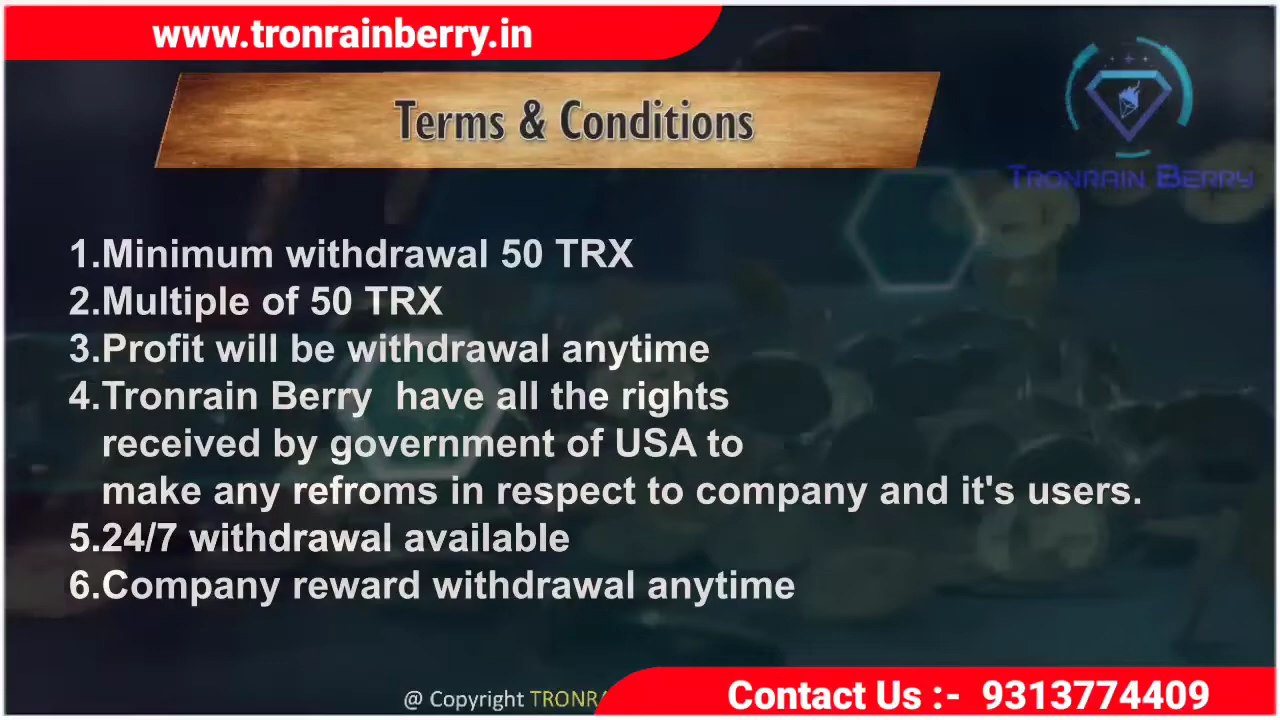 www.tronrainberry.in
Terms & Conditions
TRONRAIN BERRY
1.Minimum withdrawal 50 TRX
2.Multiple of 50 TRX
3.Profit will be withdrawal anytime
4.Tronrain Berry have all the rights
received by government of USA to
make any refroms in respect to company and it's users.
5.24/7 withdrawal available
6.Company reward withdrawal anytime
@ Copyright TRONRA
Contact Us :- 9313774409